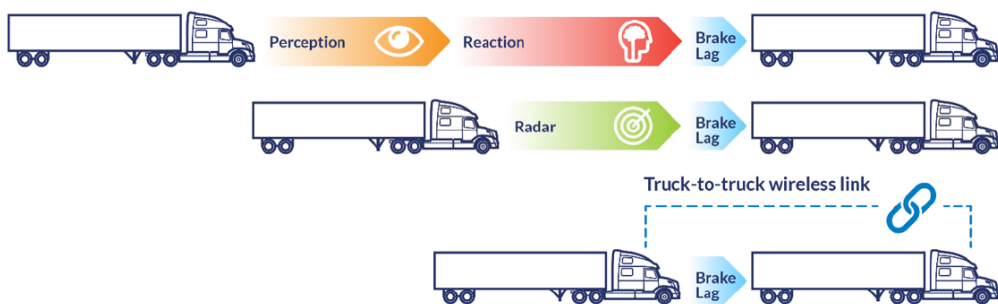 Perception
Reaction
Brake
Lag
Radar
Brake
Lag
Truck-to-truck wireless link
Brake
Lag